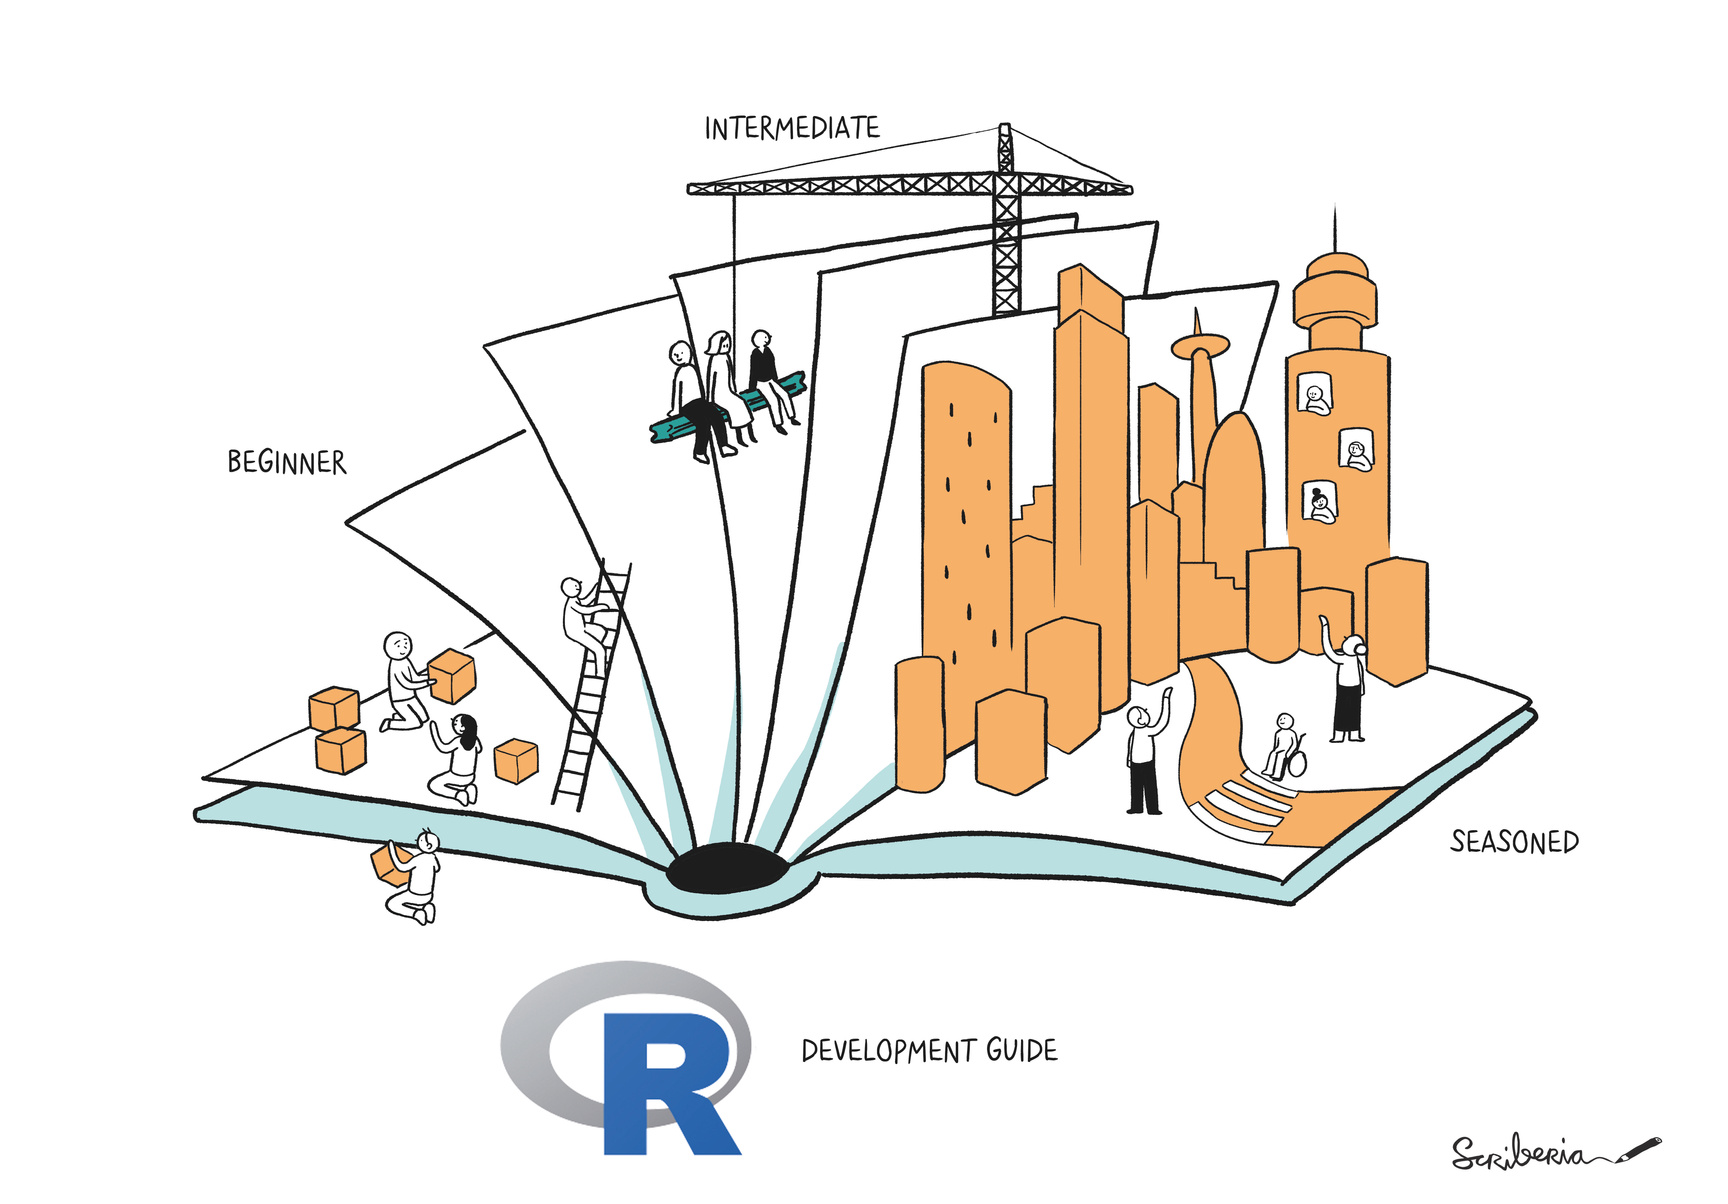 INTERMEDIATE
BEGINNER
SEASONED
R
DEVELOPMENT GUIDE
Scriberia